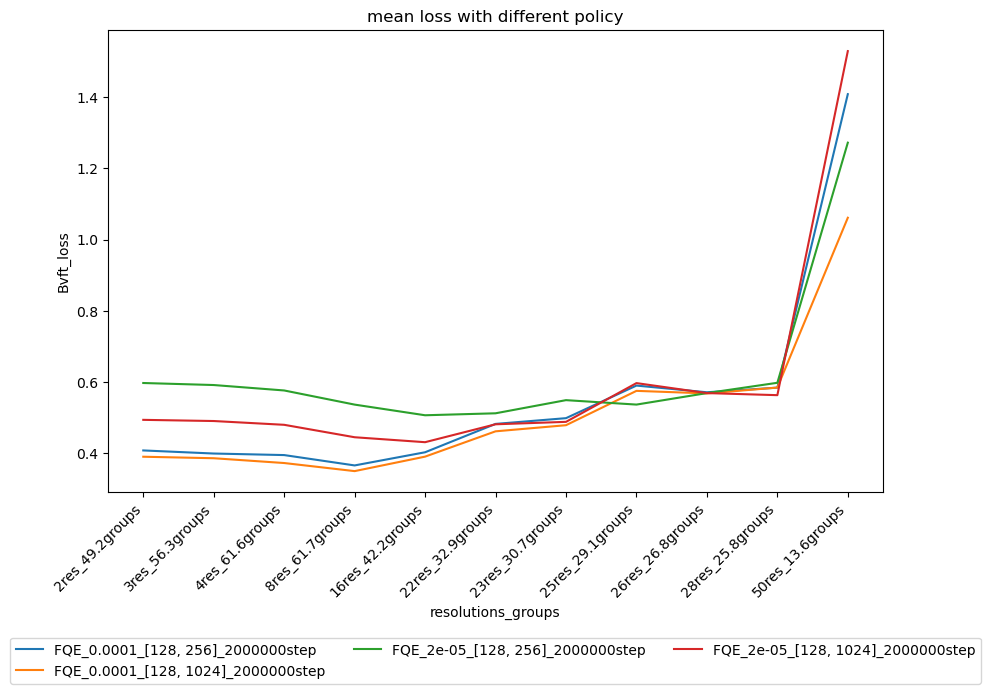 mean loss with different policy
Bvft_loss
1.4
1.2
1.0
0.8
0.6
0.4
2res_49.2groups
3res_56.3groups
4res_61.6groups
8res_61.7groups
16res_42.2groups
22res_32.9groups
23res_30.7groups
25res_29.1groups
26res_26.8groups
28res_25.8groups
50res_13.6groups
resolutions_groups
FQE_0.0001_[128, 256]_2000000step
FQE_0.0001_[128, 1024]_2000000step
FQE_2e-05_[128, 256]_2000000step
FQE_2e-05_[128, 1024]_2000000step